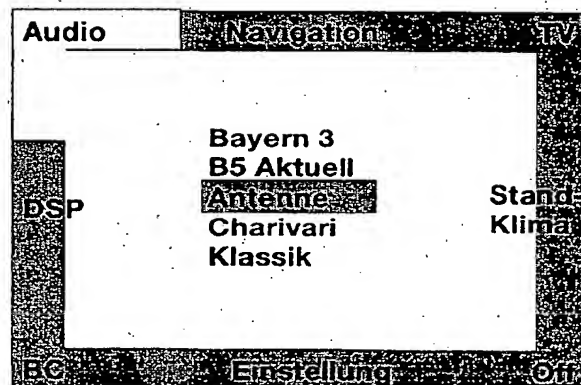 Audio Navigation TV
Bayern 3
B5 Aktuell
Antenne
DSP
Stand-
Charivari
Klima
Klassik
BC Einstellung Off